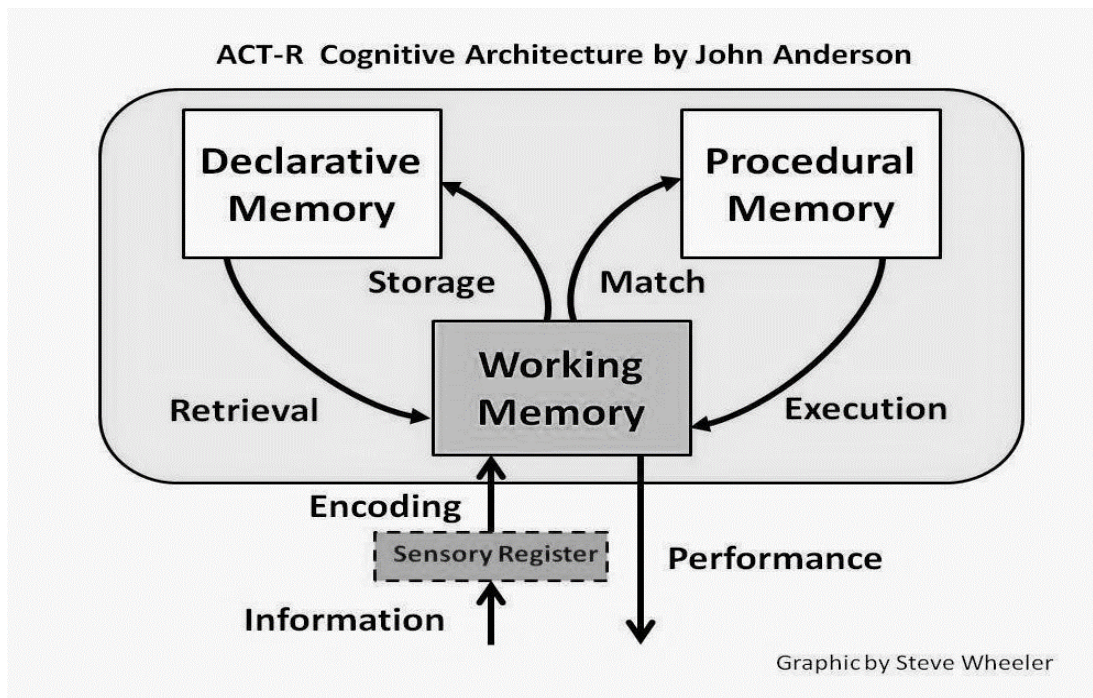 ACT-R Cognitive Architecture by John Anderson
Declarative
Memory
Procedural
Memory
Storage
Match
Working
Memory
Retrieval
Execution
Encoding
Sensory Register
Performance
Information
Graphic by Steve Wheeler